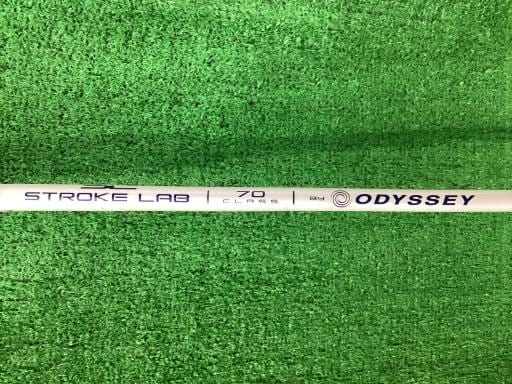 STROKE LAB | 70 CLASS | BY ODYSSEY